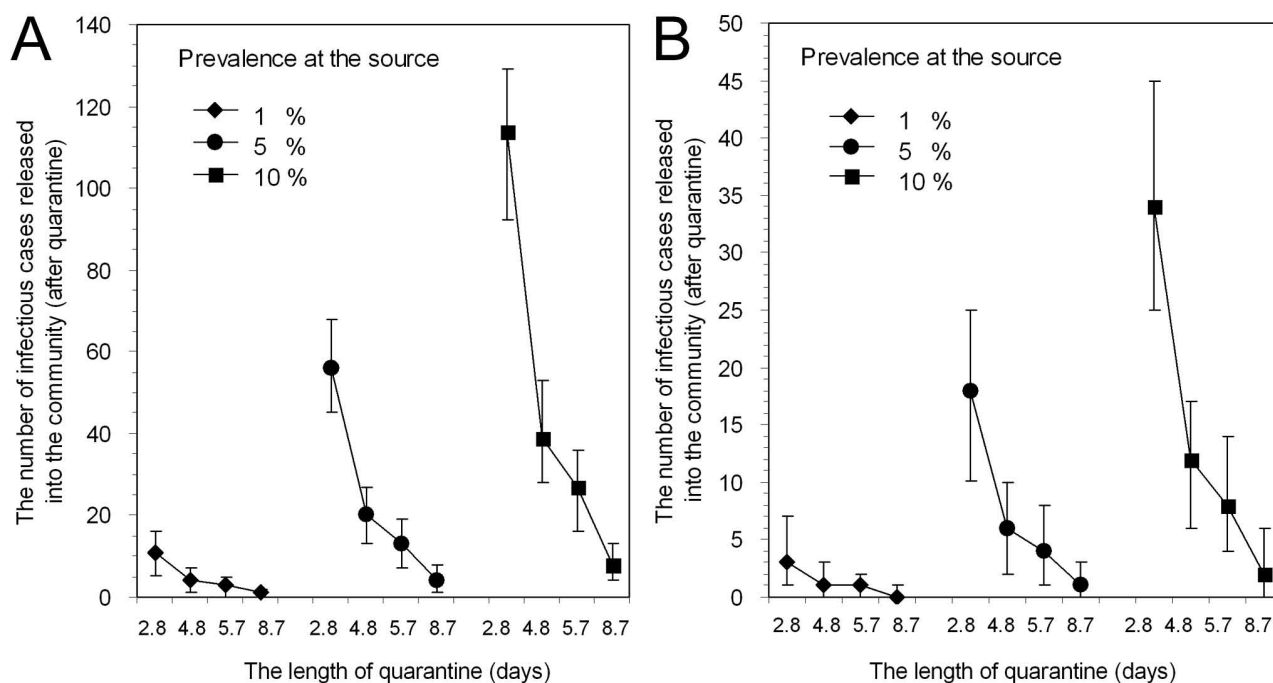 A
140
120
100
80
60
40
20
0
The number of infectious cases released
into the community (after quarantine)
Prevalence at the source
1 %
5 %
10 %
2.8 4.8 5.7 8.7 2.8 4.8 5.7 8.7 2.8 4.8 5.7 8.7
The length of quarantine (days)
B
50
45
40
35
30
25
20
15
10
5
0
The number of infectious cases released
into the community (after quarantine)
Prevalence at the source
1 %
5 %
10 %
2.8 4.8 5.7 8.7 2.8 4.8 5.7 8.7 2.8 4.8 5.7 8.7
The length of quarantine (days)